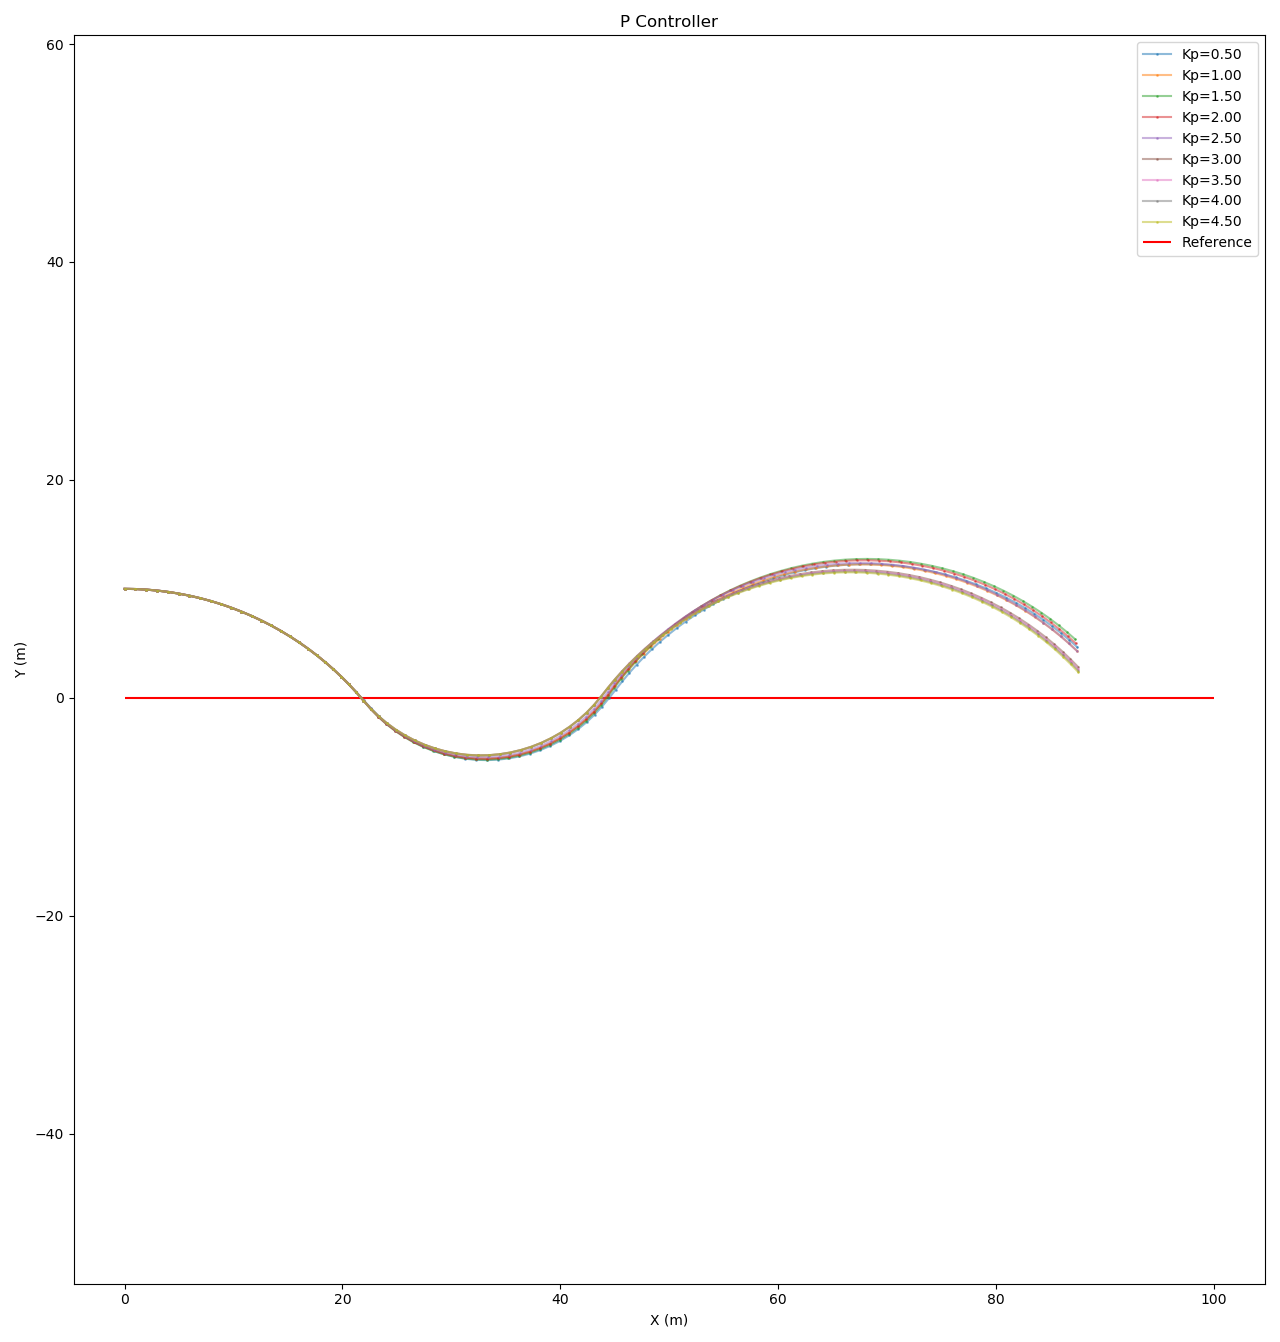 P Controller
60
40
20
0
−20
−40
Y (m)
0 20 40 60 80 100
X (m)
Kp=0.50
Kp=1.00
Kp=1.50
Kp=2.00
Kp=2.50
Kp=3.00
Kp=3.50
Kp=4.00
Kp=4.50
Reference